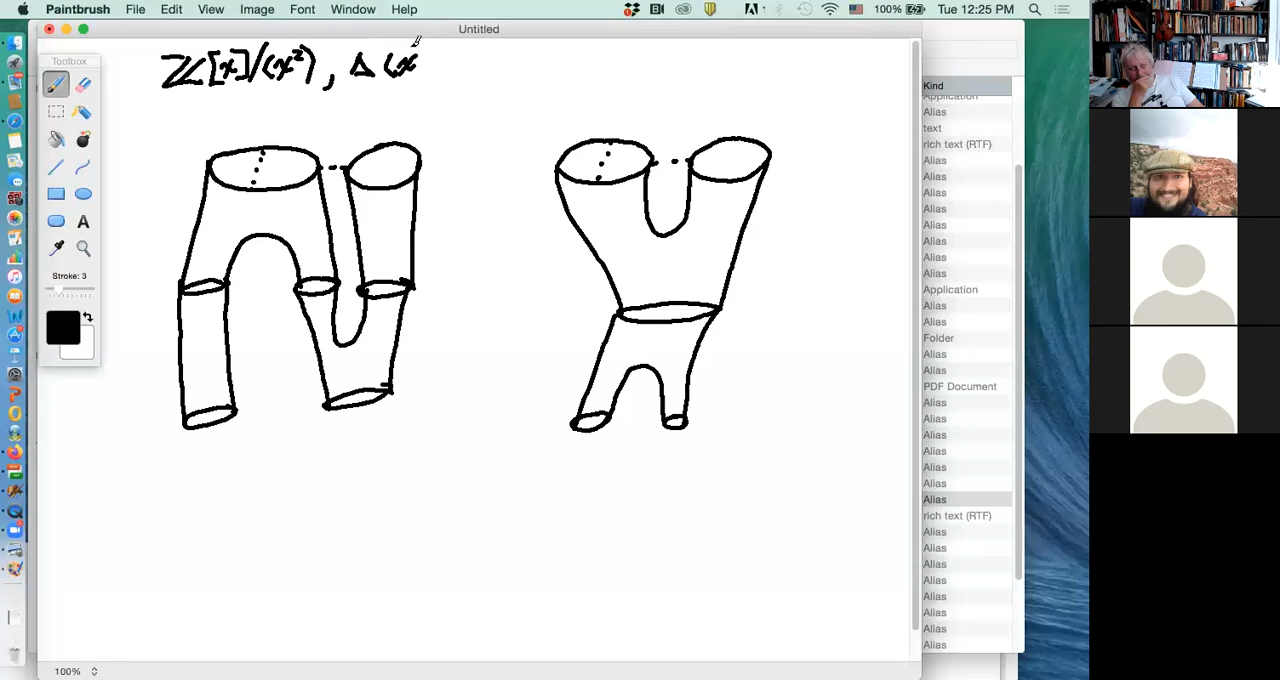 Paintbrush File Edit View Image Font Window Help 100% Tue 12:25 PM
Untitled
Toolbox
Stroke: 3
A
ℤ[x]/(x²), Δ(x
Kind
Application
Alias
text
rich text (RTF)
Alias
Alias
Alias
Alias
Alias
Alias
Application
Alias
Alias
Folder
Alias
Alias
PDF Document
Alias
Alias
Alias
Alias
Alias
Alias
Alias
rich text (RTF)
Alias
Alias
Alias
Alias
Alias
Alias
Alias
100%